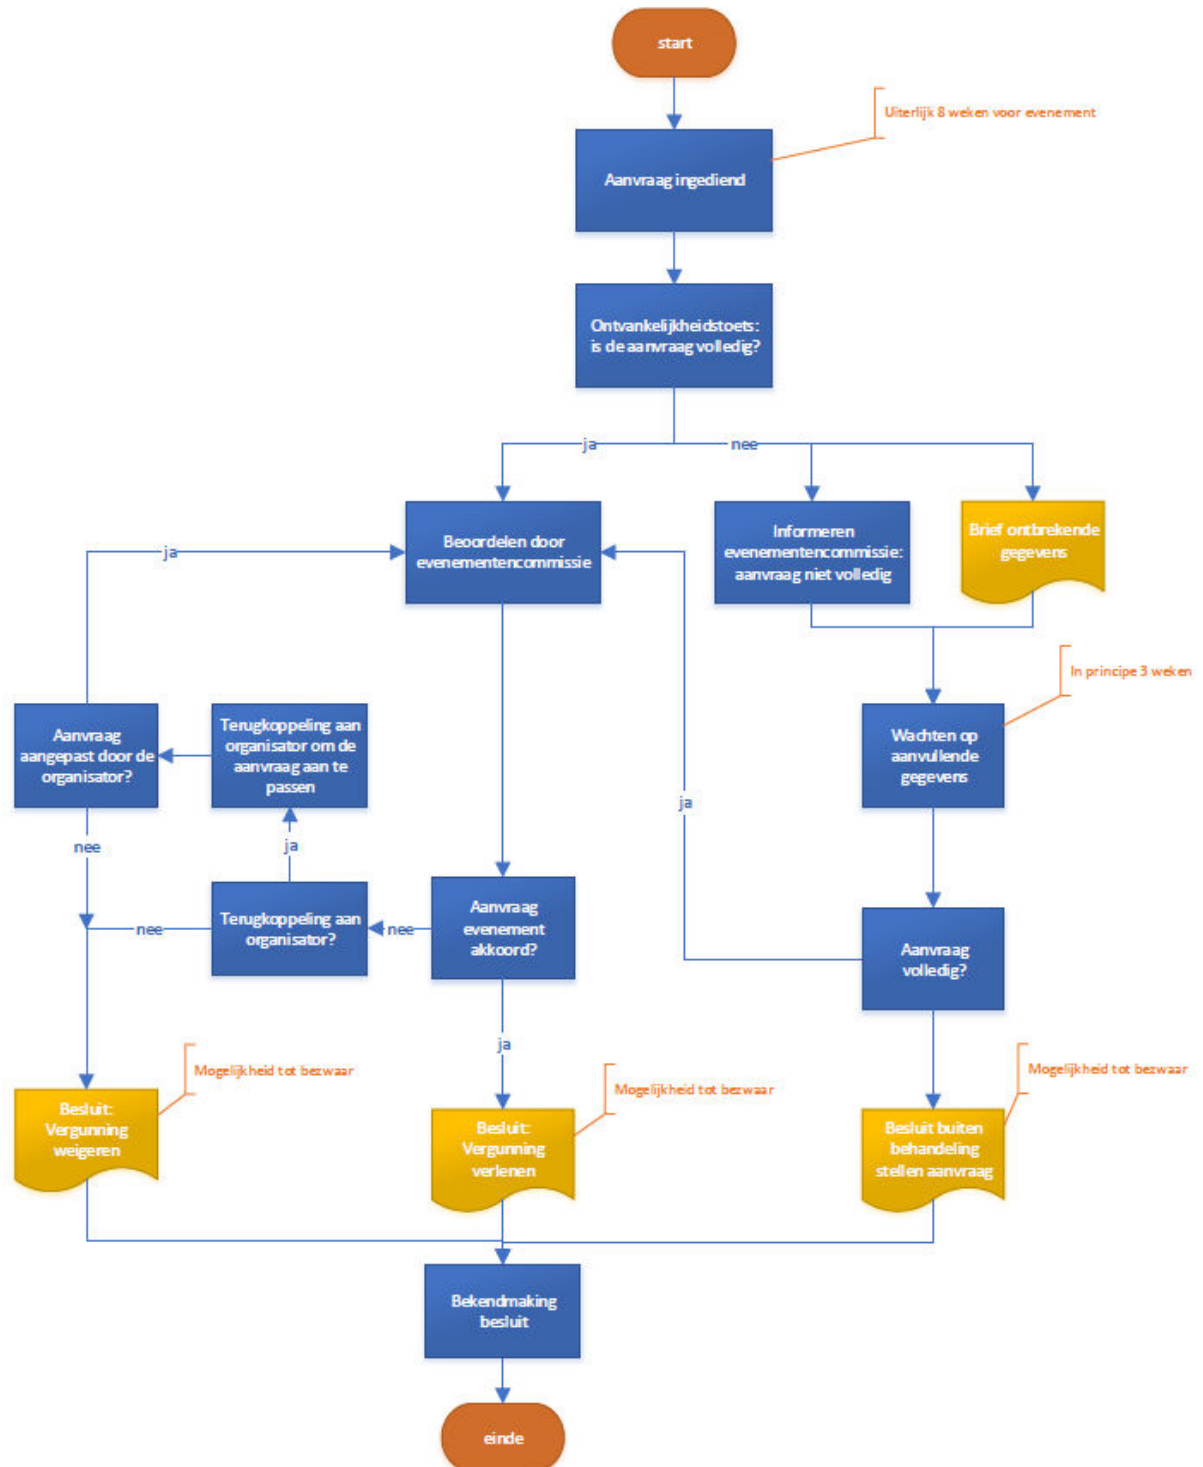 start
Uiterlijk 8 weken voor evenement
Aanvraag ingediend
Ontvankelijkheidstoets:
is de aanvraag volledig?
ja
nee
Beoordelen door
evenementencommissie
Informeren
evenementencommissie:
aanvraag niet volledig
Brief ontbrekende
gegevens
ja
In principe 3 weken
Aanvraag
aangepast door de
organisator?
Terugkoppeling aan
organisator om de
aanvraag aan te
passen
Wachten op
aanvullende
gegevens
ja
nee
ja
Terugkoppeling aan
organisator?
Aanvraag
evenement
akkoord?
nee
nee
Aanvraag
volledig?
ja
Mogelijkheid tot bezwaar
Mogelijkheid tot bezwaar
Mogelijkheid tot bezwaar
Besluit:
Vergunning
weigeren
Besluit:
Vergunning
verlenen
Besluit buiten
behandeling
stellen aanvraag
Bekendmaking
besluit
einde